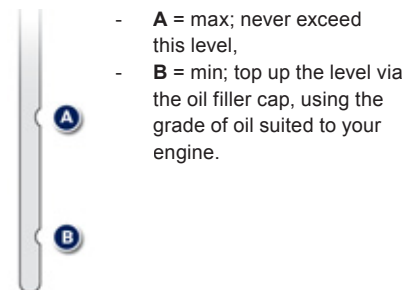 - A = max; never exceed
this level,
A
- B = min; top up the level via
the oil filler cap, using the
grade of oil suited to your
engine.
B